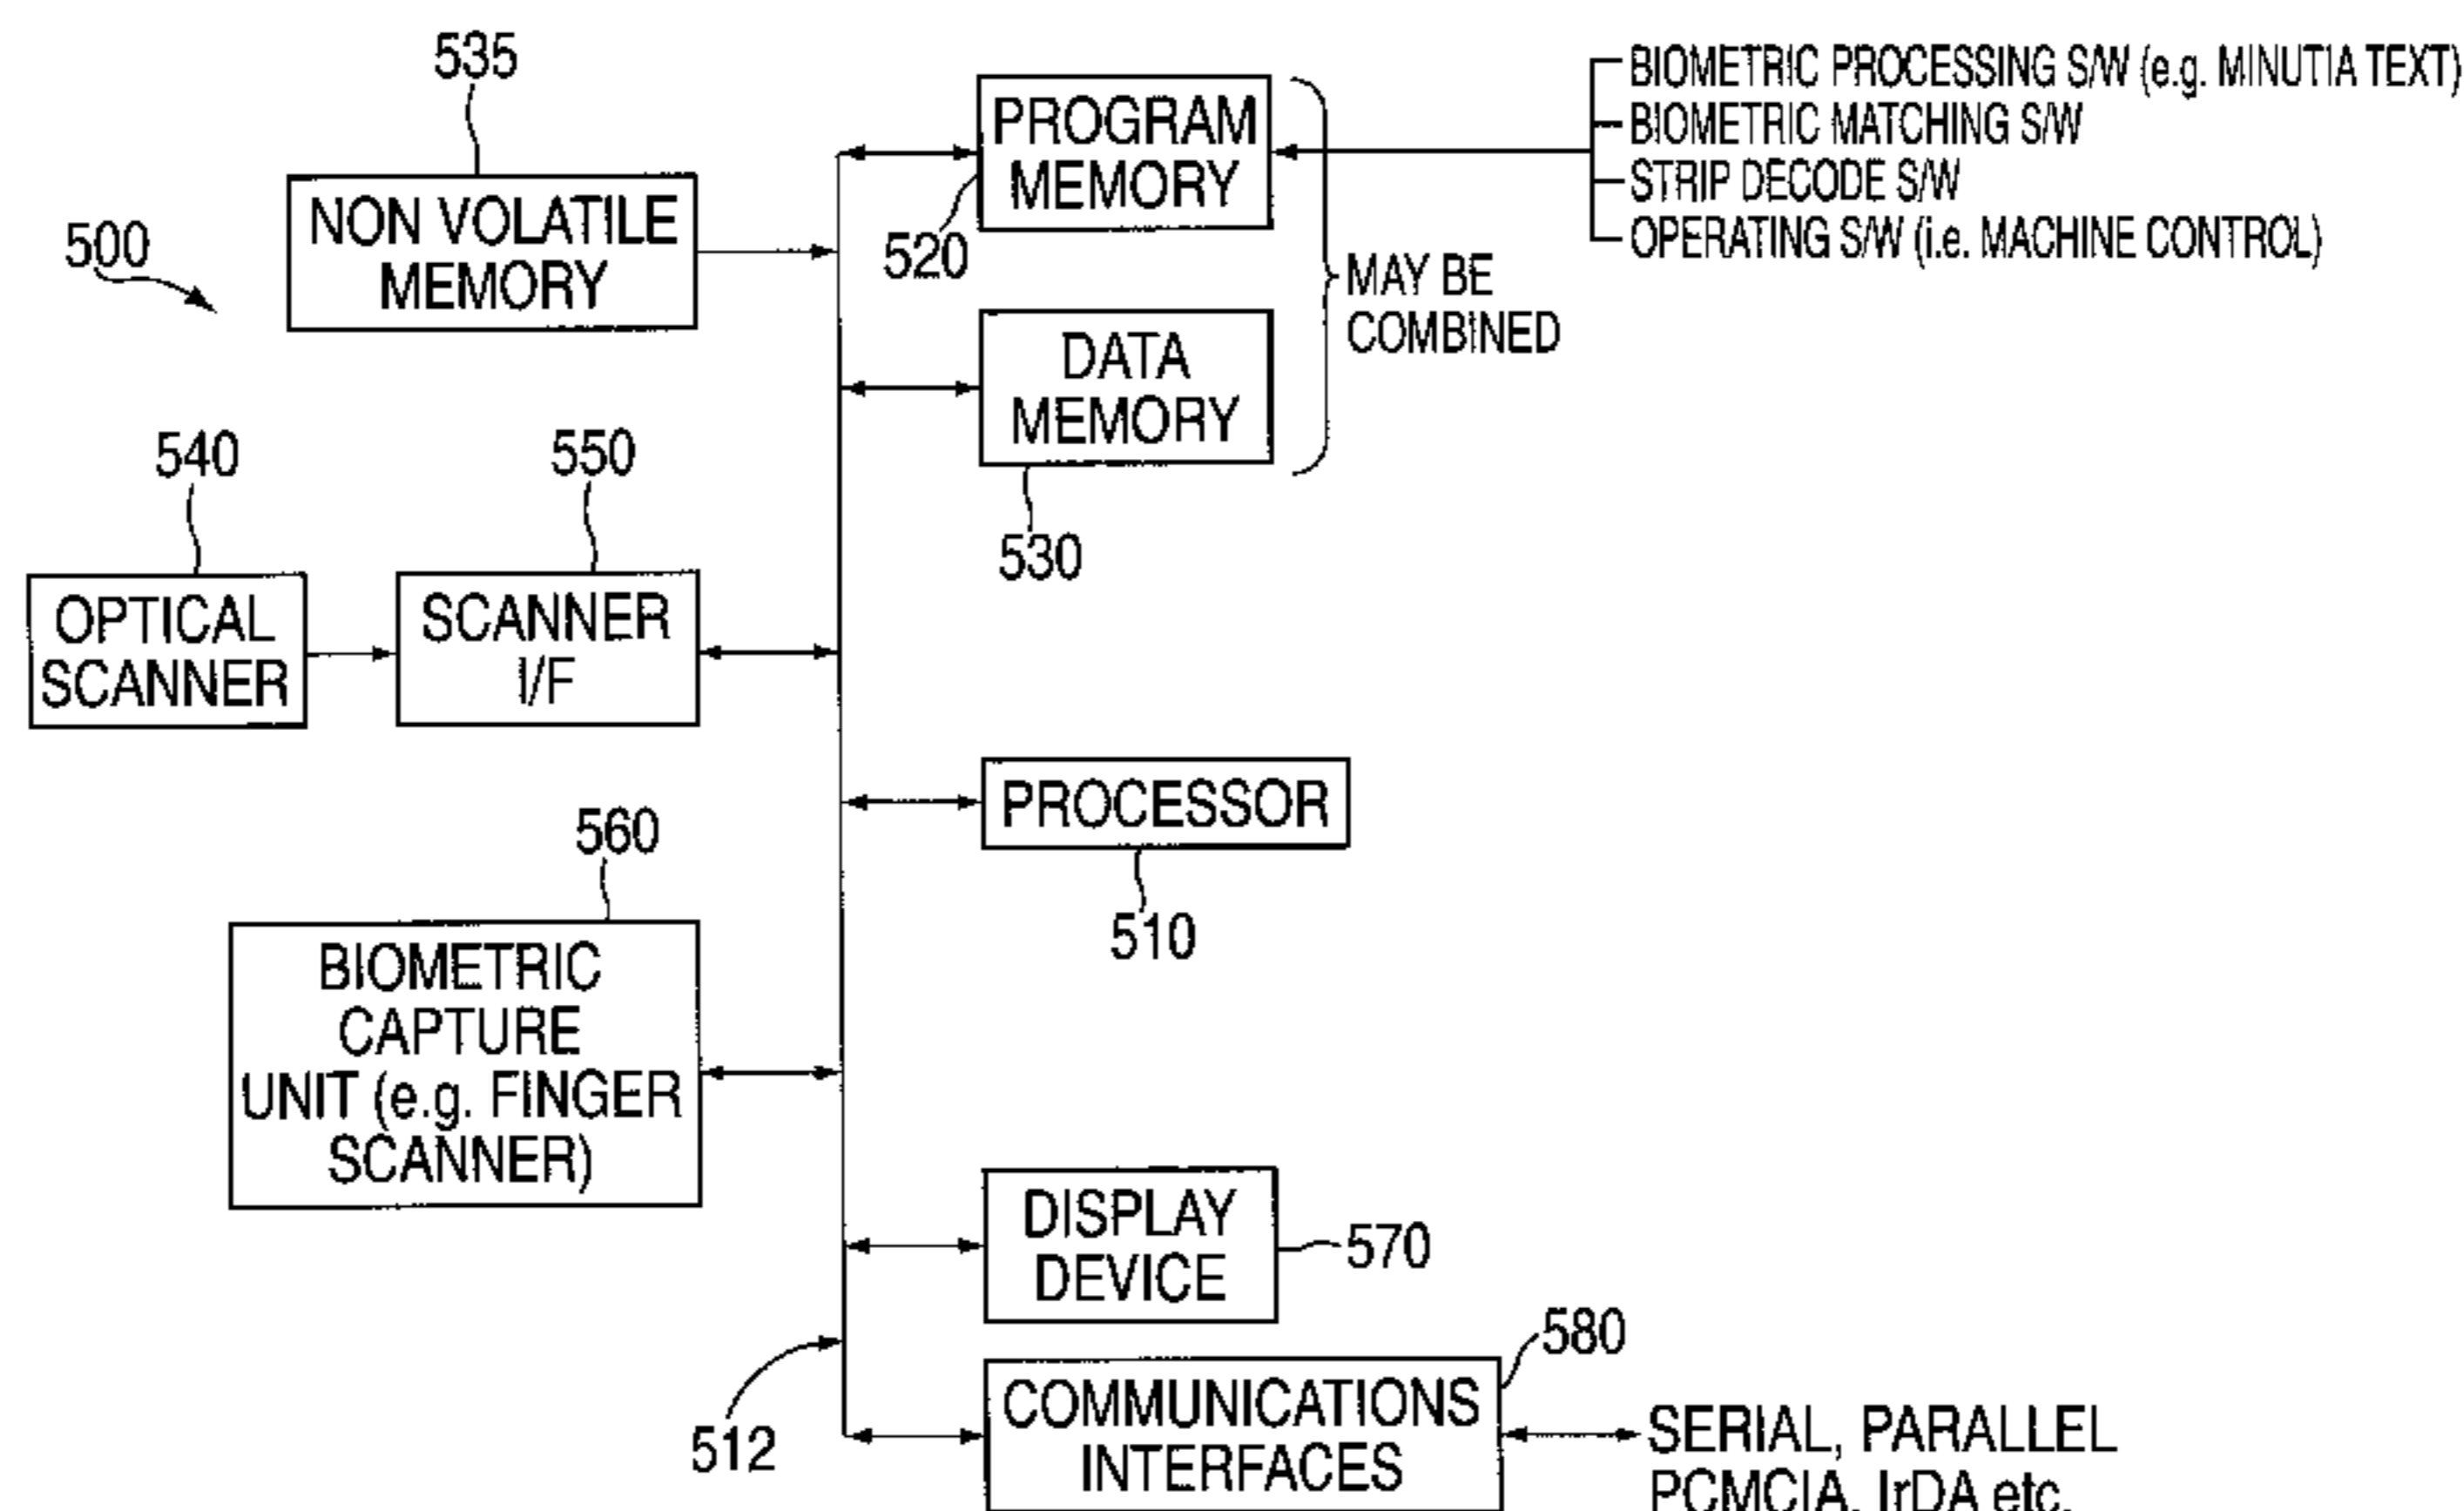 535
NON VOLATILE
MEMORY
500
PROGRAM
MEMORY
520
BIOMETRIC PROCESSING S/W (e.g. MINUTIA TEXT)
BIOMETRIC MATCHING S/W
STRIP DECODE S/W
OPERATING S/W (i.e. MACHINE CONTROL)
MAY BE
COMBINED
DATA
MEMORY
530
540
OPTICAL
SCANNER
550
SCANNER
I/F
PROCESSOR
510
560
BIOMETRIC
CAPTURE
UNIT (e.g. FINGER
SCANNER)
DISPLAY
DEVICE
570
512
580
COMMUNICATIONS
INTERFACES
SERIAL, PARALLEL
PCMCIA, IrDA etc.